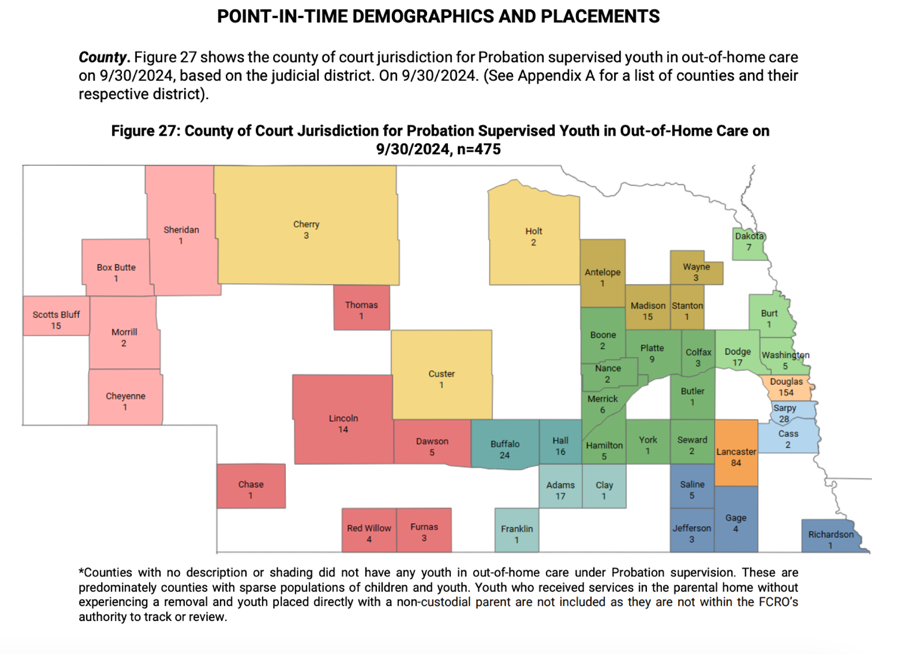 POINT-IN-TIME DEMOGRAPHICS AND PLACEMENTS
County. Figure 27 shows the county of court jurisdiction for Probation supervised youth in out-of-home care
on 9/30/2024, based on the judicial district. On 9/30/2024. (See Appendix A for a list of counties and their
respective district).
Figure 27: County of Court Jurisdiction for Probation Supervised Youth in Out-of-Home Care on
9/30/2024, n=475
Sheridan
1
Cherry
3
Holt
2
Dakota
7
Box Butte
1
Antelope
1
Wayne
3
Scotts Bluff
15
Thomas
1
Madison
15
Stanton
1
Burt
1
Morrill
2
Boone
2
Platte
9
Colfax
3
Dodge
17
Washington
5
Custer
1
Nance
2
Douglas
154
Cheyenne
1
Merrick
6
Butler
1
Sarpy
28
Lincoln
14
Dawson
5
Buffalo
24
Hall
16
Hamilton
5
York
1
Seward
2
Lancaster
84
Cass
2
Chase
1
Adams
17
Clay
1
Saline
5
Red Willow
4
Furnas
3
Franklin
1
Jefferson
3
Gage
4
Richardson
1
*Counties with no description or shading did not have any youth in out-of-home care under Probation supervision. These are
predominately counties with sparse populations of children and youth. Youth who received services in the parental home without
experiencing a removal and youth placed directly with a non-custodial parent are not included as they are not within the FCRO's
authority to track or review.